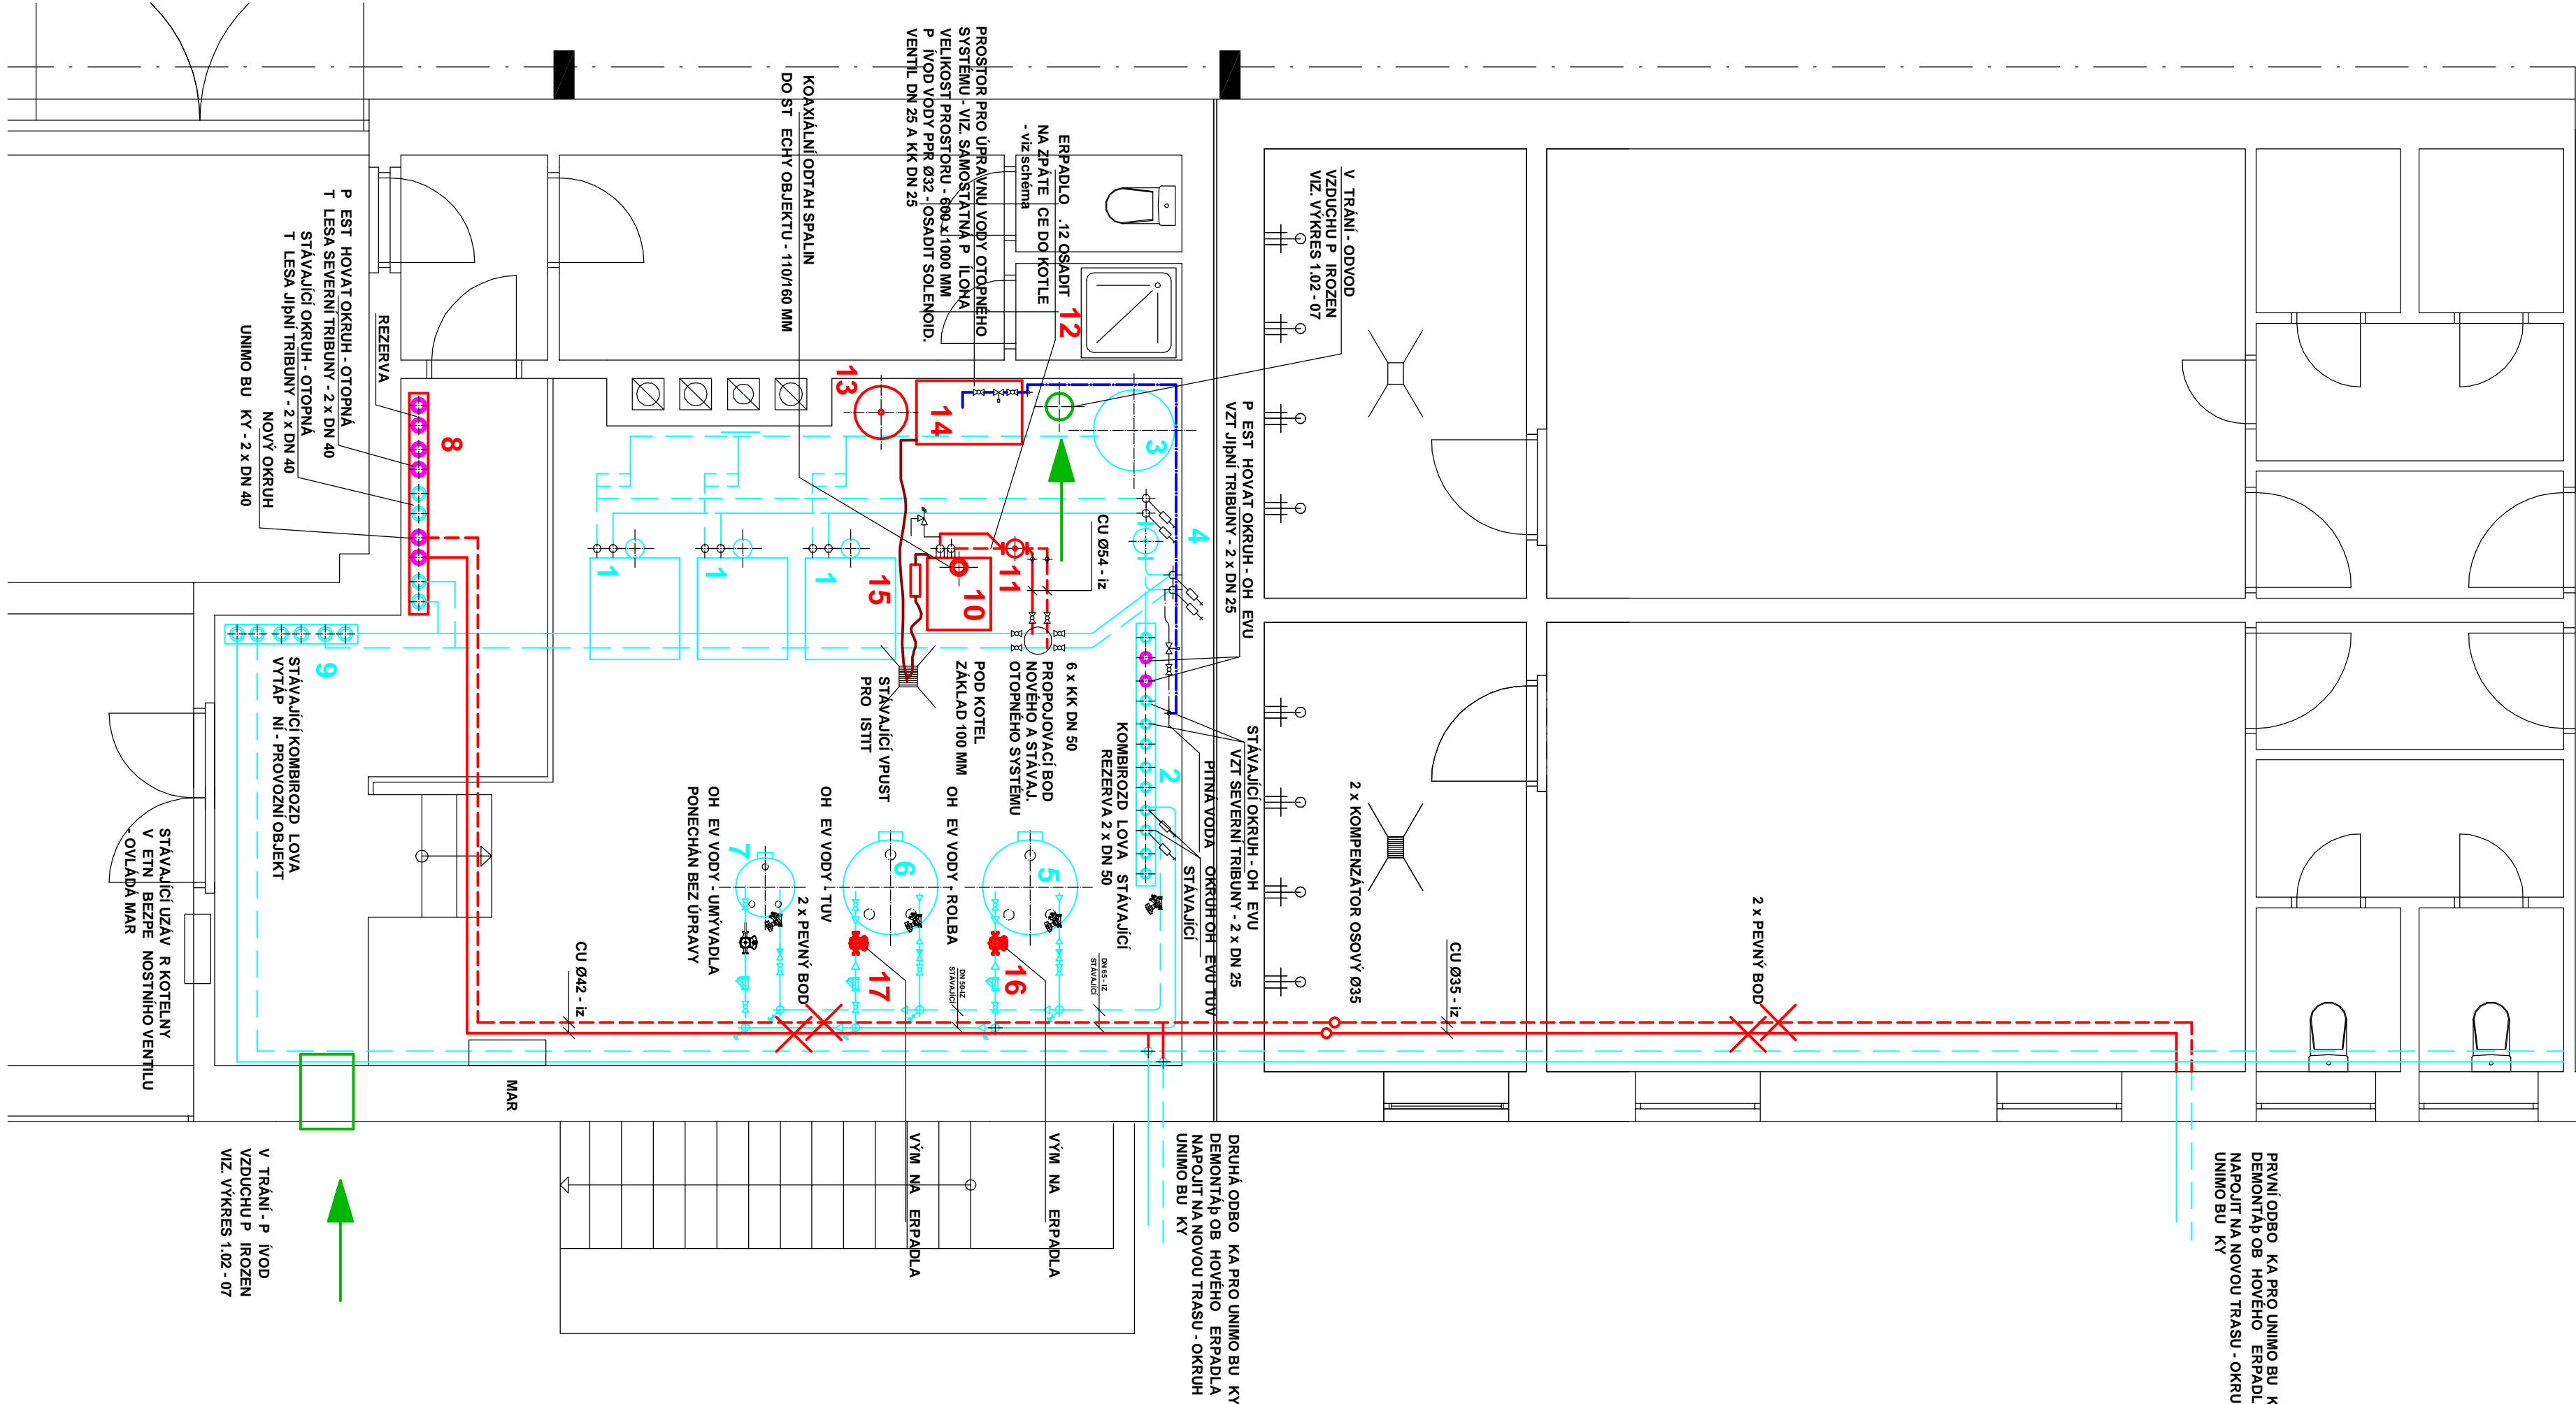 PROSTOR PRO ÚPRAVNU VODY OTOPNÉHO
SYSTÉMU - VIZ. SAMOSTATNÁ P ÍLOHA
VELIKOST PROSTORU - 600 x 1000 MM
P ÍVOD VODY PPR Ø32 - OSADIT SOLENOID.
VENTIL DN 25 A KK DN 25
KOAXIÁLNÍ ODTAH SPALIN
DO ST ECHY OBJEKTU - 110/160 MM
ERPADLO .12 OSADIT
NA ZPÁTE CE DO KOTLE
- viz schéma
V TRÁNÍ - ODVOD
VZDUCHU P IROZEN
VIZ. VÝKRES 1.02 - 07
P EST HOVAT OKRUH - OTOPNÁ
T LESA SEVERNÍ TRIBUNY - 2 x DN 40
STÁVAJÍCÍ OKRUH - OTOPNÁ
T LESA JIþNÍ TRIBUNY - 2 x DN 40
NOVÝ OKRUH
UNIMO BU KY - 2 x DN 40
REZERVA
8
13
14
12
3
4
P EST HOVAT OKRUH - OH EVU
VZT JIþNÍ TRIBUNY - 2 x DN 25
CU Ø54 - iz
1
1
1
15
10
11
9
STÁVAJÍCÍ KOMBIROZD LOVA
VYTÁP NÍ - PROVOZNÍ OBJEKT
STÁVAJÍCÍ VPUST
PRO ISTIT
POD KOTEL
ZÁKLAD 100 MM
6 x KK DN 50
PROPOJOVACÍ BOD
NOVÉHO A STÁVAJ.
OTOPNÉHO SYSTÉMU
KOMBIROZD LOVA STÁVAJÍCÍ
REZERVA 2 x DN 50
2
STÁVAJÍCÍ OKRUH - OH EVU
VZT SEVERNÍ TRIBUNY - 2 x DN 25
PITNÁ VODA
OKRUH OH EVU TUV
STÁVAJÍCÍ
2 x KOMPENZÁTOR OSOVÝ Ø35
OH EV VODY - UMÝVADLA
PONECHÁN BEZ ÚPRAVY
OH EV VODY - TUV
OH EV VODY - ROLBA
7
6
5
2 x PEVNÝ BOD
17
16
DN 50-IZ
STÁVAJÍCÍ
DN 65 - IZ
STÁVAJÍCÍ
CU Ø42 - iz
CU Ø35 - iz
2 x PEVNÝ BOD
STÁVAJÍCÍ UZÁV R KOTELNY
V ETN BEZPE NOSTNÍHO VENTILU
- OVLÁDÁ MAR
MAR
V TRÁNÍ - P ÍVOD
VZDUCHU P IROZEN
VIZ. VÝKRES 1.02 - 07
VÝM NA ERPADLA
VÝM NA ERPADLA
DRUHÁ ODBO KA PRO UNIMO BU KY
DEMONTÁþ OB HOVÉHO ERPADLA
NAPOJIT NA NOVOU TRASU - OKRUH
UNIMO BU KY
PRVNÍ ODBO KA PRO UNIMO BU K
DEMONTÁþ OB HOVÉHO ERPADL
NAPOJIT NA NOVOU TRASU - OKRU
UNIMO BU KY